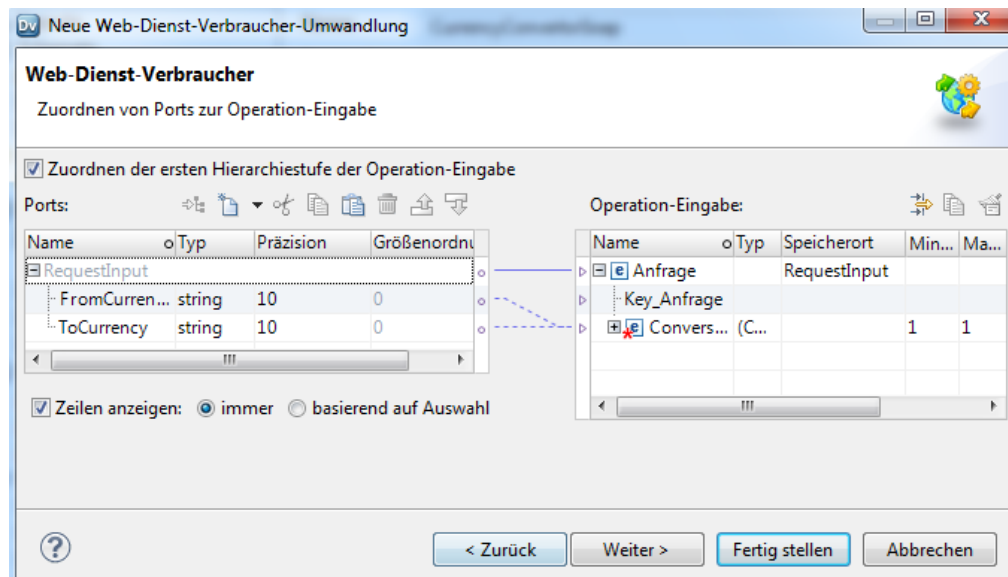 Dv Neue Web-Dienst-Verbraucher-Umwandlung
Web-Dienst-Verbraucher
Zuordnen von Ports zur Operation-Eingabe
Zuordnen der ersten Hierarchiestufe der Operation-Eingabe
Ports: Operation-Eingabe:
Name Typ Präzision Größenordnu Name Typ Speicherort Min... Ma...
RequestInput e Anfrage RequestInput
FromCurren... string 10 0 Key_Anfrage
ToCurrency string 10 0 e Convers... (C... 1 1
Zeilen anzeigen: immer basierend auf Auswahl
? < Zurück Weiter > Fertig stellen Abbrechen